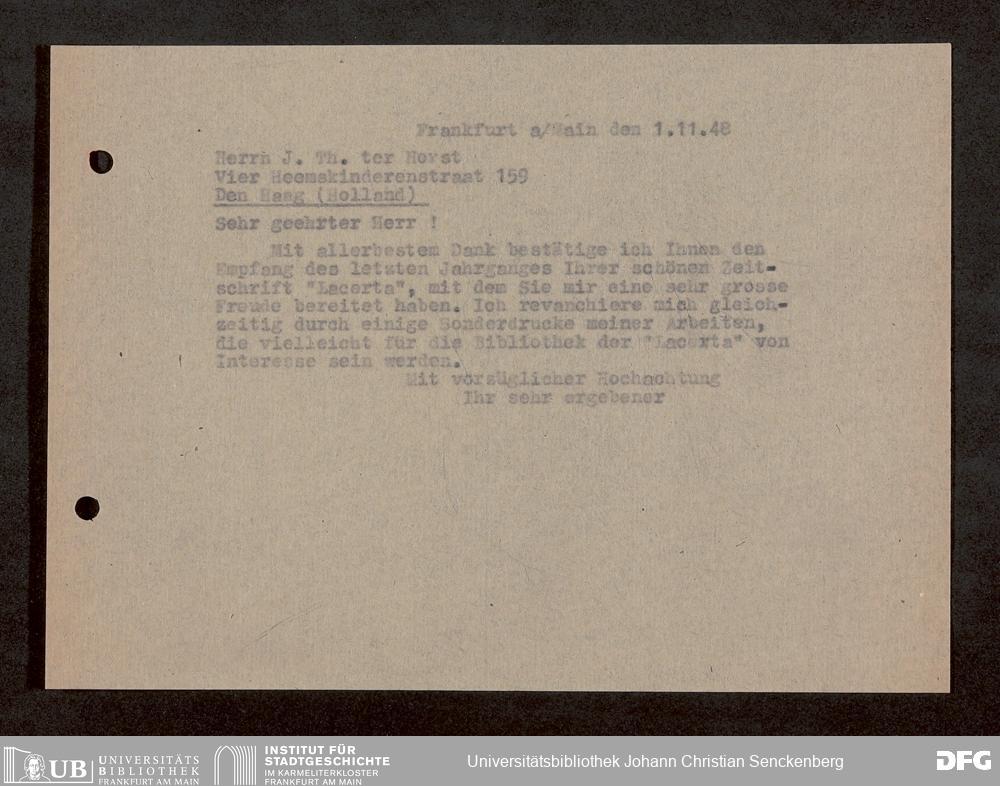 Frankfurt a/Main den 1.11.48
Herrn J. Th. ter Horst
Vier Heemskinderenstraat 159
Den Haag (Holland)
Sehr geehrter Herr !
Mit allerbestem Dank bestätige ich Ihnen den
Empfang des letzten Jahrganges Ihrer schönen Zeit-
schrift "Lacerta", mit dem Sie mir eine sehr grosse
Freude bereitet haben. Ich revanchiere mich gleich-
zeitig durch einige Sonderdrucke meiner Arbeiten,
die vielleicht für die Bibliothek der "Lacerta" von
Interesse sein werden.
Mit vorzüglicher Hochachtung
Ihr sehr ergebener
UB
UNIVERSITÄTS
BIBLIOTHEK
FRANKFURT AM MAIN
INSTITUT FÜR
STADTGESCHICHTE
IM KARMELITERKLOSTER
FRANKFURT AM MAIN
Universitätsbibliothek Johann Christian Senckenberg
DFG